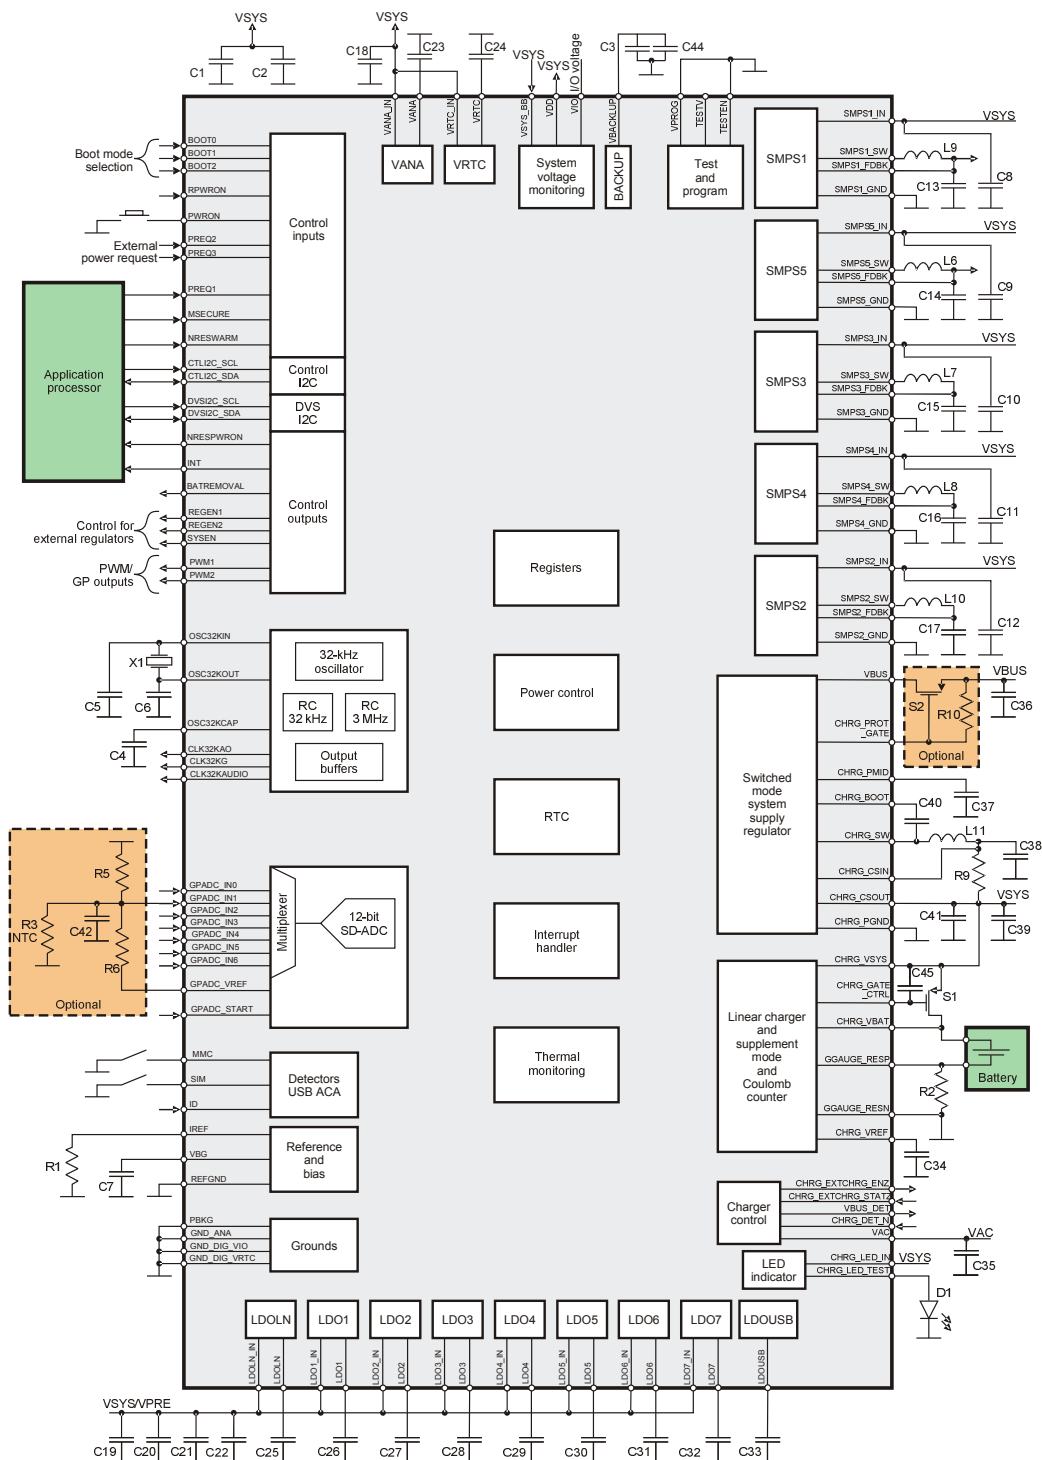 VSYS
VSYS
C1
C2
C18
C23
C24
VSYS
VSYS
I/O voltage
C3
C44
VANA_IN
VANA
VRTC_IN
VRTC
VSYS_BB
VDD
VIO
VBACKUP
VPROG
TESTV
TESTEN
VANA
VRTC
System
voltage
monitoring
BACKUP
Test
and
program
Boot mode
selection
BOOT0
BOOT1
BOOT2
RPWRON
PWRON
External
power request
PREQ2
PREQ3
PREQ1
MSECURE
NRESWARM
Control
inputs
Application
processor
CTLI2C_SCL
CTLI2C_SDA
Control
I2C
DVSI2C_SCL
DVSI2C_SDA
DVS
I2C
NRESPWRON
INT
BATREMOVAL
Control for
external regulators
REGEN1
REGEN2
SYSEN
PWM/
GP outputs
PWM1
PWM2
Control
outputs
SMPS1
SMPS1_IN
SMPS1_SW
SMPS1_FDBK
SMPS1_GND
VSYS
L9
C13
C8
SMPS5
SMPS5_IN
SMPS5_SW
SMPS5_FDBK
SMPS5_GND
VSYS
L6
C14
C9
SMPS3
SMPS3_IN
SMPS3_SW
SMPS3_FDBK
SMPS3_GND
VSYS
L7
C15
C10
SMPS4
SMPS4_IN
SMPS4_SW
SMPS4_FDBK
SMPS4_GND
VSYS
L8
C16
C11
SMPS2
SMPS2_IN
SMPS2_SW
SMPS2_FDBK
SMPS2_GND
VSYS
L10
C17
C12
Registers
Power control
RTC
Interrupt
handler
Thermal
monitoring
X1
C5
C6
C4
OSC32KIN
OSC32KOUT
OSC32KCAP
CLK32KAO
CLK32KG
CLK32KAUDIO
32-kHz
oscillator
RC
32 kHz
RC
3 MHz
Output
buffers
R5
R3
NTC
C42
R6
Optional
GPADC_IN0
GPADC_IN1
GPADC_IN2
GPADC_IN3
GPADC_IN4
GPADC_IN5
GPADC_IN6
GPADC_VREF
GPADC_START
Multiplexer
12-bit
SD-ADC
MMC
SIM
ID
Detectors
USB ACA
R1
C7
IREF
VBG
REFGND
Reference
and
bias
PBKG
GND_ANA
GND_DIG_VIO
GND_DIG_VRTC
Grounds
Switched
mode
system
supply
regulator
VBUS
CHRG_PROT
_GATE
CHRG_PMID
CHRG_BOOT
CHRG_SW
CHRG_CSIN
CHRG_CSOUT
CHRG_PGND
S2
R10
Optional
VBUS
C36
C37
C40
L11
C38
R9
VSYS
C41
C39
Linear charger
and
supplement
mode
and
Coulomb
counter
CHRG_VSYS
CHRG_GATE
_CTRL
CHRG_VBAT
GGAUGE_RESP
GGAUGE_RESN
CHRG_VREF
C45
S1
Battery
R2
C34
Charger
control
CHRG_EXTCHRG_ENZ
CHRG_EXTCHRG_STATZ
VBUS_DET
CHRG_DET_N
VAC
VAC
C35
LED
indicator
CHRG_LED_IN
CHRG_LED_TEST
VSYS
D1
LDOLN
LDO1
LDO2
LDO3
LDO4
LDO5
LDO6
LDO7
LDOUSB
LDOLN_IN
LDOLN
LDO1_IN
LDO1
LDO2_IN
LDO2
LDO3_IN
LDO3
LDO4_IN
LDO4
LDO5_IN
LDO5
LDO6_IN
LDO6
LDO7_IN
LDO7
LDOUSB
VSYS/VPRE
C19
C20
C21
C22
C25
C26
C27
C28
C29
C30
C31
C32
C33